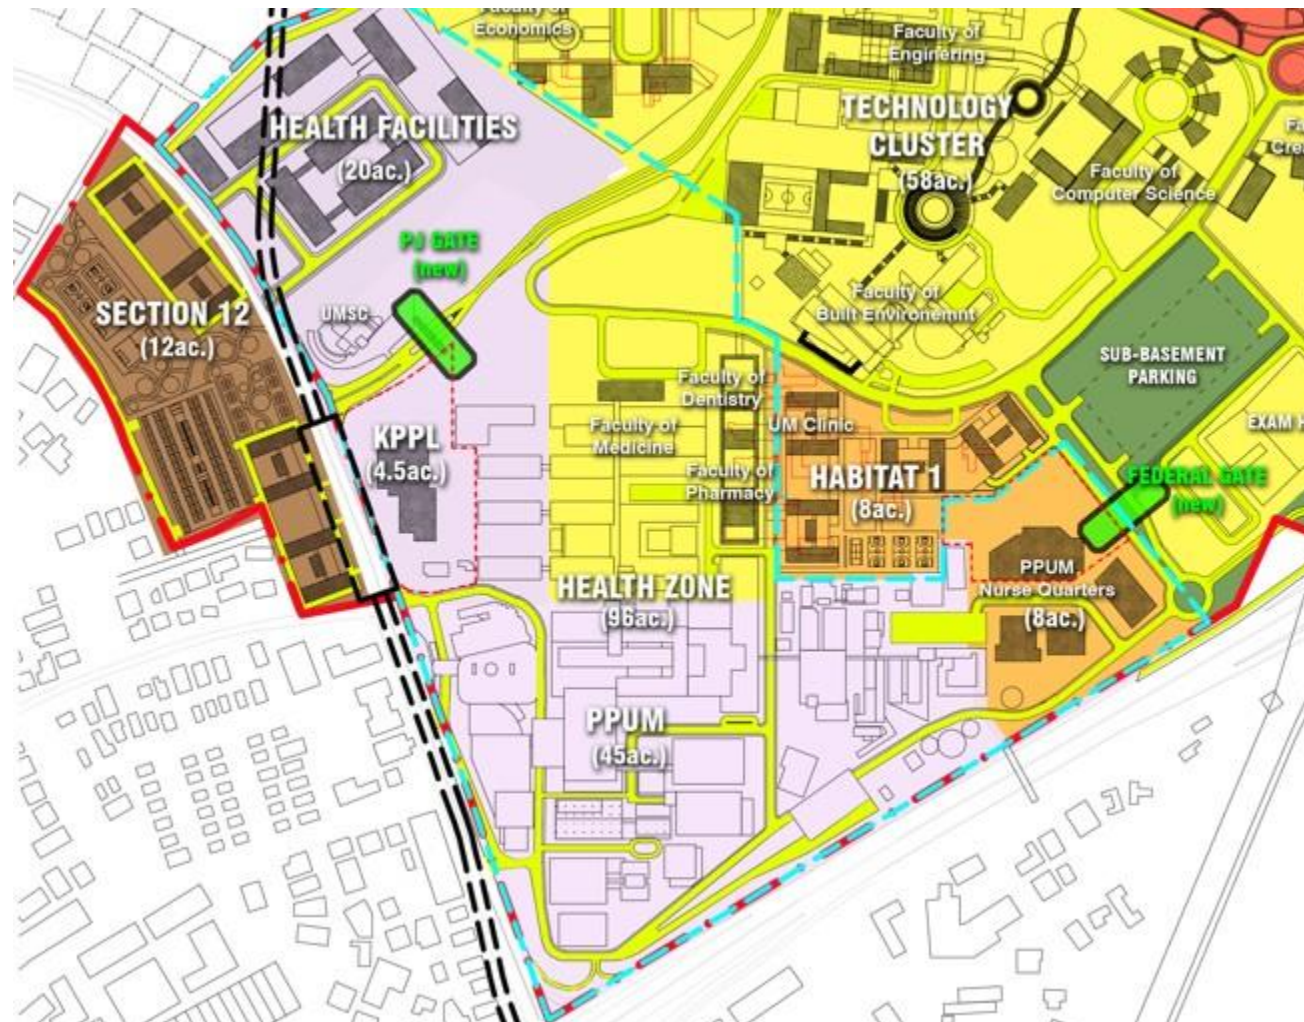 Faculty of
Economics
Faculty of
Enginering
HEALTH FACILITIES
(20ac.)
TECHNOLOGY
CLUSTER
(58ac.)
Faculty of
Computer Science
PJ GATE
(new)
SECTION 12
(12ac.)
UMSC
Faculty of
Built Environemnt
SUB-BASEMENT
PARKING
Faculty of
Dentistry
KPPL
(4.5ac.)
Faculty of
Medicine
UM Clinic
EXAM
Faculty of
Pharmacy
HABITAT 1
(8ac.)
FEDERAL GATE
(new)
HEALTH ZONE
(96ac.)
PPUM
Nurse Quarters
(8ac.)
PPUM
(45ac.)